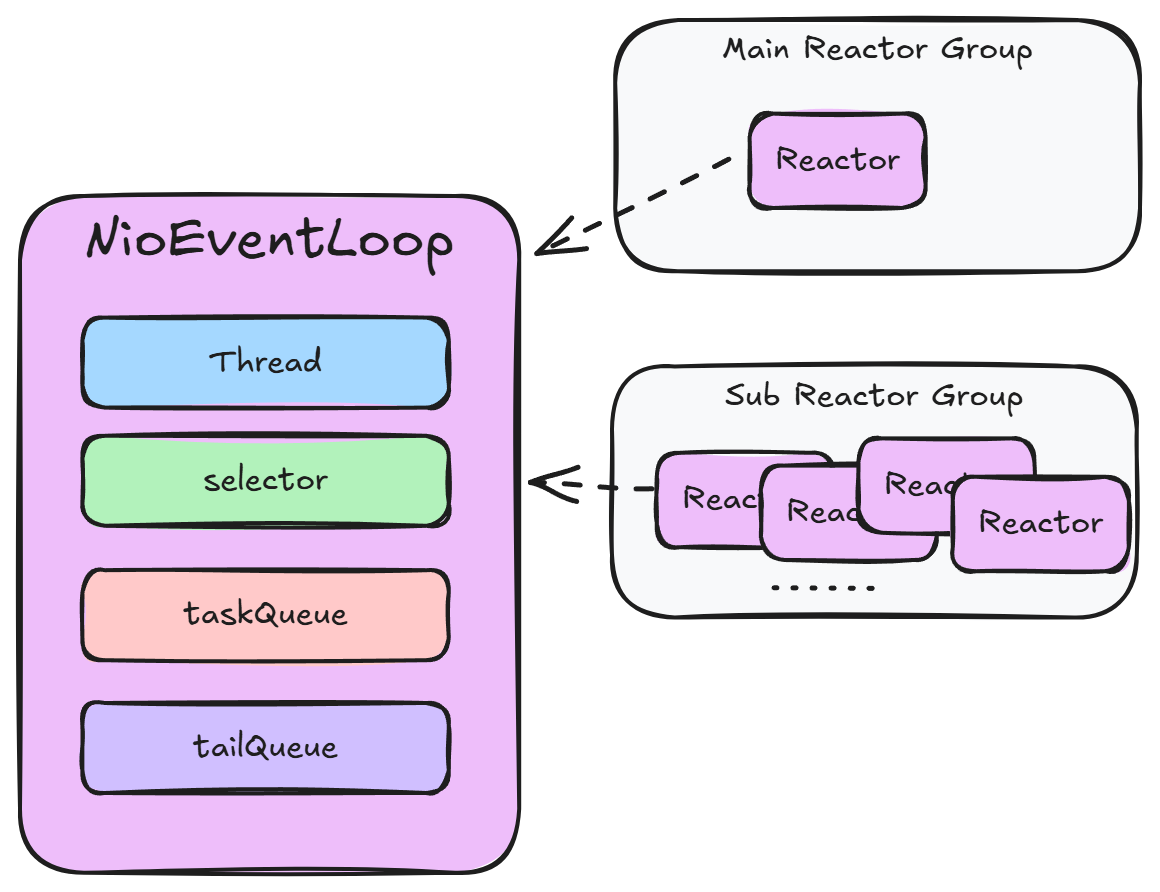 Main Reactor Group
Reactor
NioEventLoop
Thread
selector
taskQueue
tailQueue
Sub Reactor Group
Reac
Reac
Reac
Reactor
......